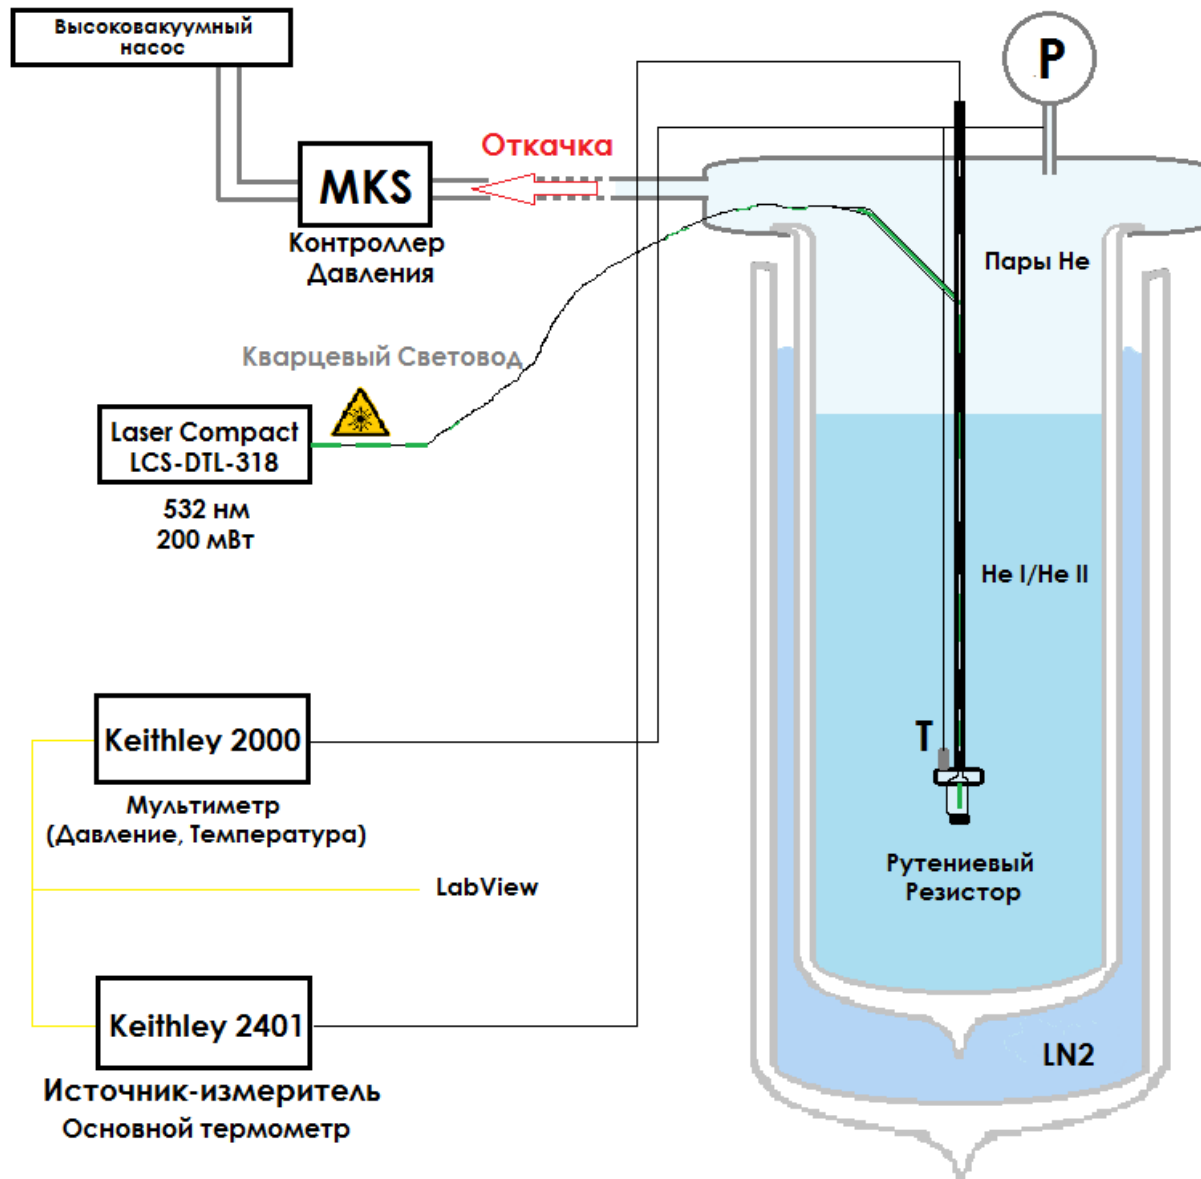 Высоковакуумный
насос
P
Откачка
MKS
Контроллер
Давления
Пары He
Кварцевый Световод
Laser Compact
LCS-DTL-318
532 нм
200 мВт
He I/He II
T
Keithley 2000
Мультиметр
(Давление, Температура)
Рутениевый
Резистор
LabView
Keithley 2401
LN2
Источник-измеритель
Основной термометр